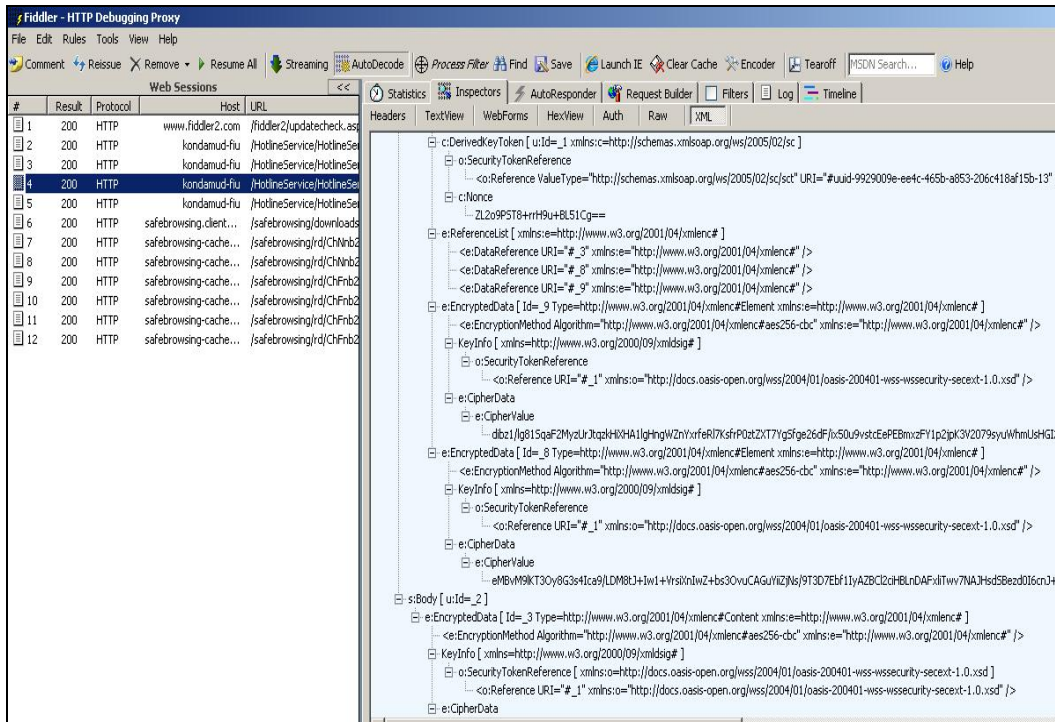 Fiddler - HTTP Debugging Proxy
File Edit Rules Tools View Help
Comment Reissue Remove Resume All Streaming AutoDecode Process Filter Find Save Launch IE Clear Cache Encoder Tearoff MSDN Search... Help
Web Sessions <<
# Result Protocol Host URL
1 200 HTTP www.fiddler2.com /fiddler2/updatecheck.asp
2 200 HTTP kondamud-fiu /HotlineService/HotlineSer
3 200 HTTP kondamud-fiu /HotlineService/HotlineSer
4 200 HTTP kondamud-fiu /HotlineService/HotlineSer
5 200 HTTP kondamud-fiu /HotlineService/HotlineSer
6 200 HTTP safebrowsing.client... /safebrowsing/downloads
7 200 HTTP safebrowsing-cache... /safebrowsing/rd/ChNnb2
8 200 HTTP safebrowsing-cache... /safebrowsing/rd/ChNnb2
9 200 HTTP safebrowsing-cache... /safebrowsing/rd/ChFnb2
10 200 HTTP safebrowsing-cache... /safebrowsing/rd/ChFnb2
11 200 HTTP safebrowsing-cache... /safebrowsing/rd/ChFnb2
12 200 HTTP safebrowsing-cache... /safebrowsing/rd/ChFnb2
Statistics Inspectors AutoResponder Request Builder Filters Log Timeline
Headers TextView WebForms HexView Auth Raw XML
c:DerivedKeyToken [ u:Id=_1 xmlns:c=http://schemas.xmlsoap.org/ws/2005/02/sc ]
o:SecurityTokenReference
<o:Reference ValueType="http://schemas.xmlsoap.org/ws/2005/02/sc/sct" URI="#uuid-9929009e-ee4c-465b-a853-206c418af15b-13"
c:Nonce
ZL2o9PST8+rrH9u+BL51Cg==
e:ReferenceList [ xmlns:e=http://www.w3.org/2001/04/xmlenc# ]
<e:DataReference URI="#_3" xmlns:e="http://www.w3.org/2001/04/xmlenc#" />
<e:DataReference URI="#_8" xmlns:e="http://www.w3.org/2001/04/xmlenc#" />
<e:DataReference URI="#_9" xmlns:e="http://www.w3.org/2001/04/xmlenc#" />
e:EncryptedData [ Id=_9 Type=http://www.w3.org/2001/04/xmlenc#Element xmlns:e=http://www.w3.org/2001/04/xmlenc# ]
<e:EncryptionMethod Algorithm="http://www.w3.org/2001/04/xmlenc#aes256-cbc" xmlns:e="http://www.w3.org/2001/04/xmlenc#" />
KeyInfo [ xmlns=http://www.w3.org/2000/09/xmldsig# ]
o:SecurityTokenReference
<o:Reference URI="#_1" xmlns:o="http://docs.oasis-open.org/wss/2004/01/oasis-200401-wss-wssecurity-secext-1.0.xsd" />
e:CipherData
e:CipherValue
e:EncryptedData [ Id=_8 Type=http://www.w3.org/2001/04/xmlenc#Element xmlns:e=http://www.w3.org/2001/04/xmlenc# ]
<e:EncryptionMethod Algorithm="http://www.w3.org/2001/04/xmlenc#aes256-cbc" xmlns:e="http://www.w3.org/2001/04/xmlenc#" />
KeyInfo [ xmlns=http://www.w3.org/2000/09/xmldsig# ]
o:SecurityTokenReference
<o:Reference URI="#_1" xmlns:o="http://docs.oasis-open.org/wss/2004/01/oasis-200401-wss-wssecurity-secext-1.0.xsd" />
e:CipherData
e:CipherValue
s:Body [ u:Id=_2 ]
e:EncryptedData [ Id=_3 Type=http://www.w3.org/2001/04/xmlenc#Content xmlns:e=http://www.w3.org/2001/04/xmlenc# ]
<e:EncryptionMethod Algorithm="http://www.w3.org/2001/04/xmlenc#aes256-cbc" xmlns:e="http://www.w3.org/2001/04/xmlenc#" />
KeyInfo [ xmlns=http://www.w3.org/2000/09/xmldsig# ]
o:SecurityTokenReference [ xmlns:o=http://docs.oasis-open.org/wss/2004/01/oasis-200401-wss-wssecurity-secext-1.0.xsd ]
<o:Reference URI="#_1" xmlns:o="http://docs.oasis-open.org/wss/2004/01/oasis-200401-wss-wssecurity-secext-1.0.xsd" />
e:CipherData